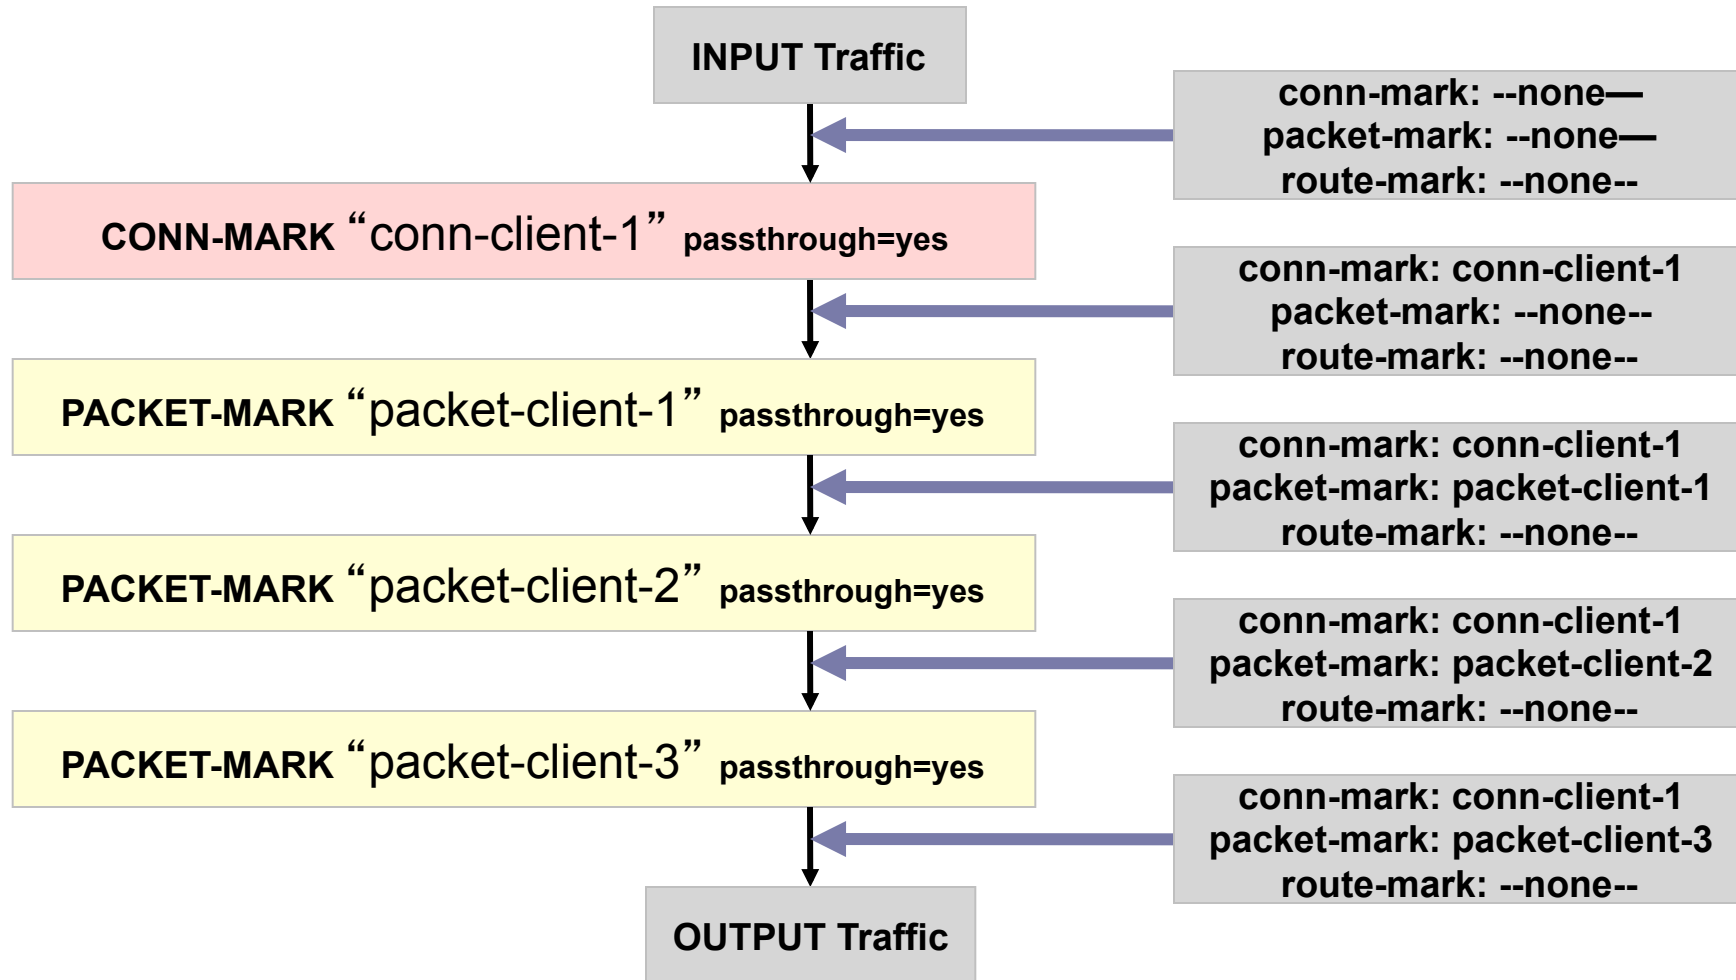 INPUT Traffic
conn-mark: --none—
packet-mark: --none—
route-mark: --none--
CONN-MARK “conn-client-1” passthrough=yes
conn-mark: conn-client-1
packet-mark: --none--
route-mark: --none--
PACKET-MARK “packet-client-1” passthrough=yes
conn-mark: conn-client-1
packet-mark: packet-client-1
route-mark: --none--
PACKET-MARK “packet-client-2” passthrough=yes
conn-mark: conn-client-1
packet-mark: packet-client-2
route-mark: --none--
PACKET-MARK “packet-client-3” passthrough=yes
conn-mark: conn-client-1
packet-mark: packet-client-3
route-mark: --none--
OUTPUT Traffic